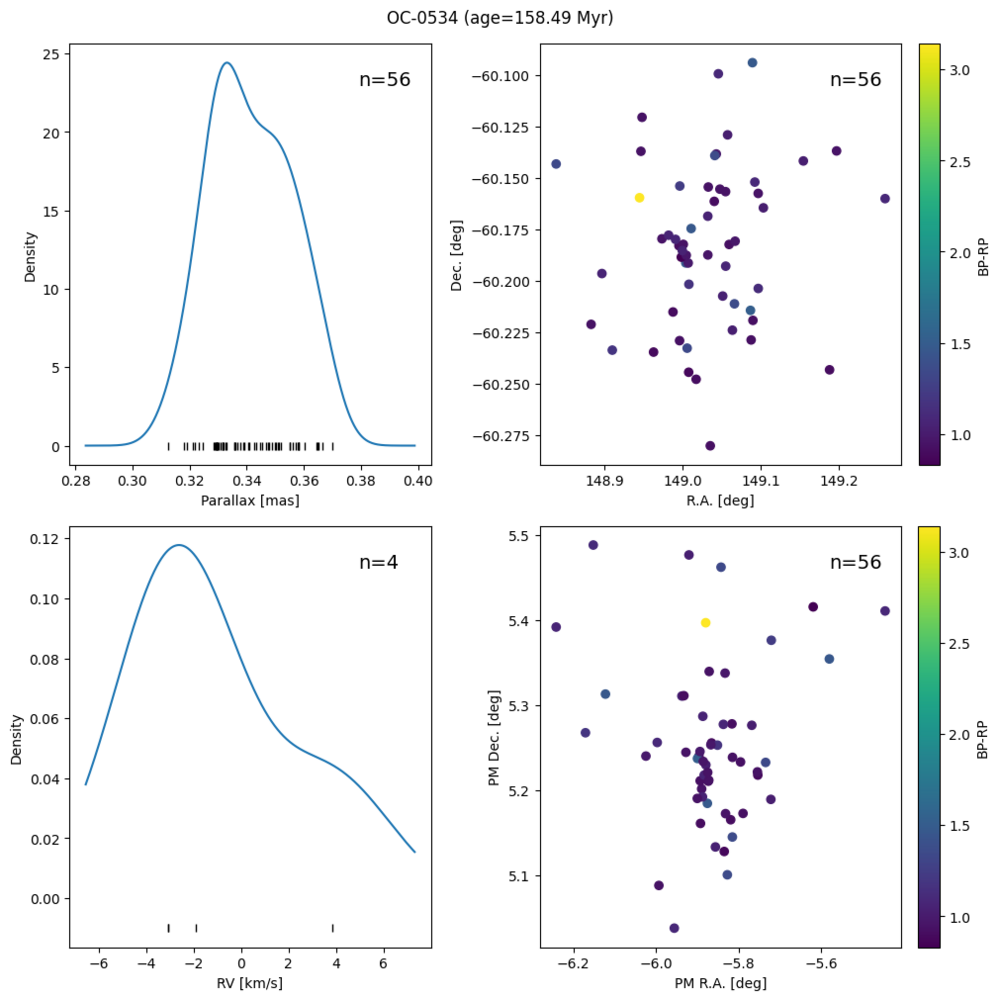 OC-0534 (age=158.49 Myr)
n=56
Density
25
20
15
10
5
0
0.28 0.30 0.32 0.34 0.36 0.38 0.40
Parallax [mas]
n=56
Dec. [deg]
−60.100
−60.125
−60.150
−60.175
−60.200
−60.225
−60.250
−60.275
148.9 149.0 149.1 149.2
R.A. [deg]
3.0
2.5
2.0
1.5
1.0
BP-RP
n=4
Density
0.12
0.10
0.08
0.06
0.04
0.02
0.00
−6 −4 −2 0 2 4 6
RV [km/s]
n=56
PM Dec. [deg]
5.5
5.4
5.3
5.2
5.1
−6.2 −6.0 −5.8 −5.6
PM R.A. [deg]
3.0
2.5
2.0
1.5
1.0
BP-RP